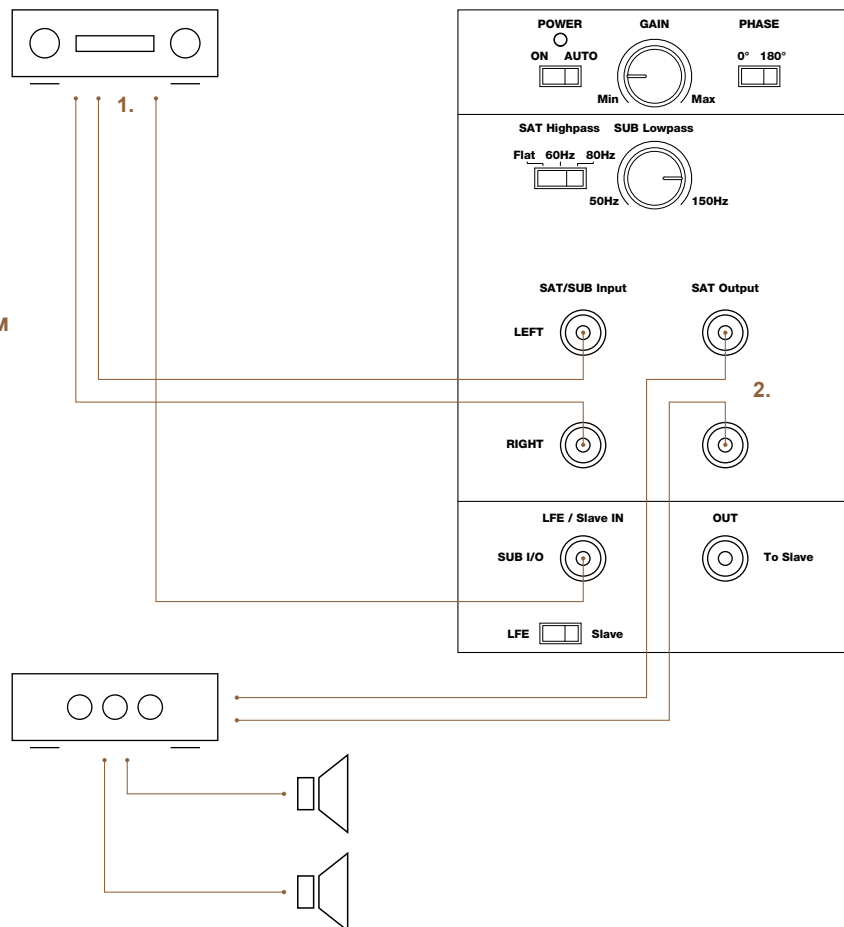 POWER GAIN PHASE
ON AUTO 0° 180°
1.
Min Max
SAT Highpass SUB Lowpass
Flat 60Hz 80Hz
50Hz 150Hz
SAT/SUB Input SAT Output
M
LEFT
2.
RIGHT
LFE / Slave IN OUT
SUB I/O To Slave
LFE Slave